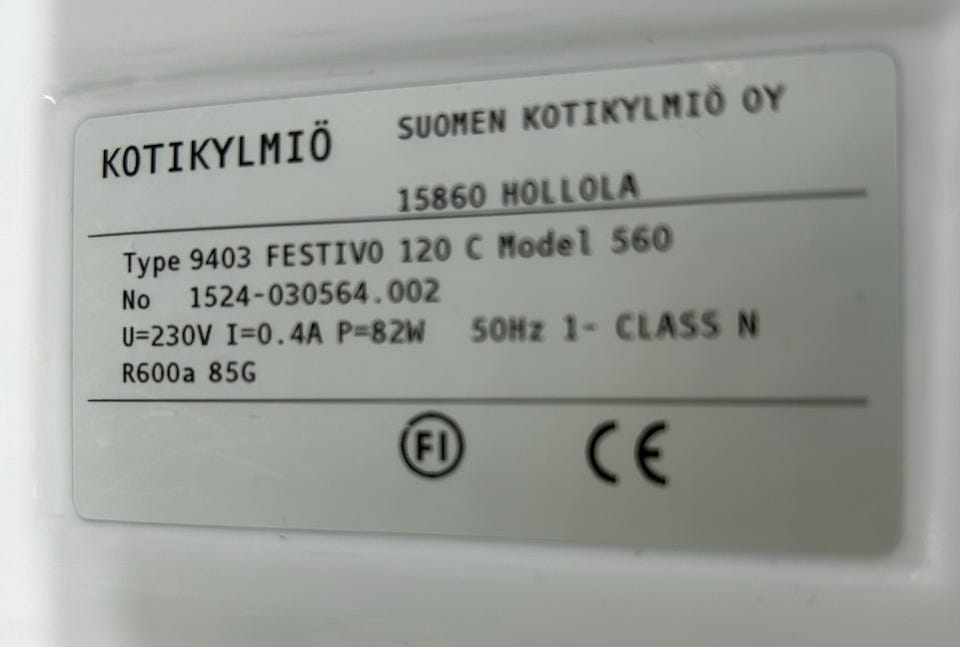 KOTIKYLMIÖ
SUOMEN KOTIKYLMIÖ OY
15860 HOLLOLA
Type 9403 FESTIVO 120 C Model 560
No 1524-030564.002
U=230V I=0.4A P=82W 50Hz 1- CLASS N
R600a 85G
FI CE